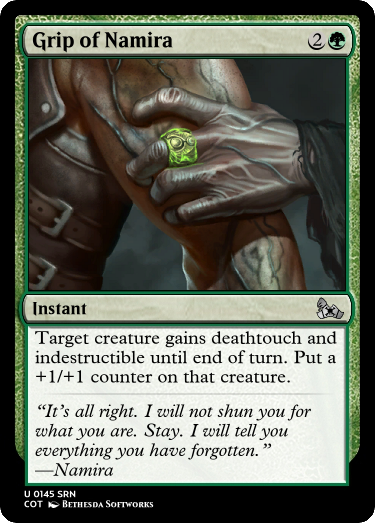 Grip of Namira 2
Instant
Target creature gains deathtouch and
indestructible until end of turn. Put a
+1/+1 counter on that creature.
“It’s all right. I will not shun you for
what you are. Stay. I will tell you
everything you have forgotten.”
—Namira
U 0145 SRN
COT Bethesda Softworks